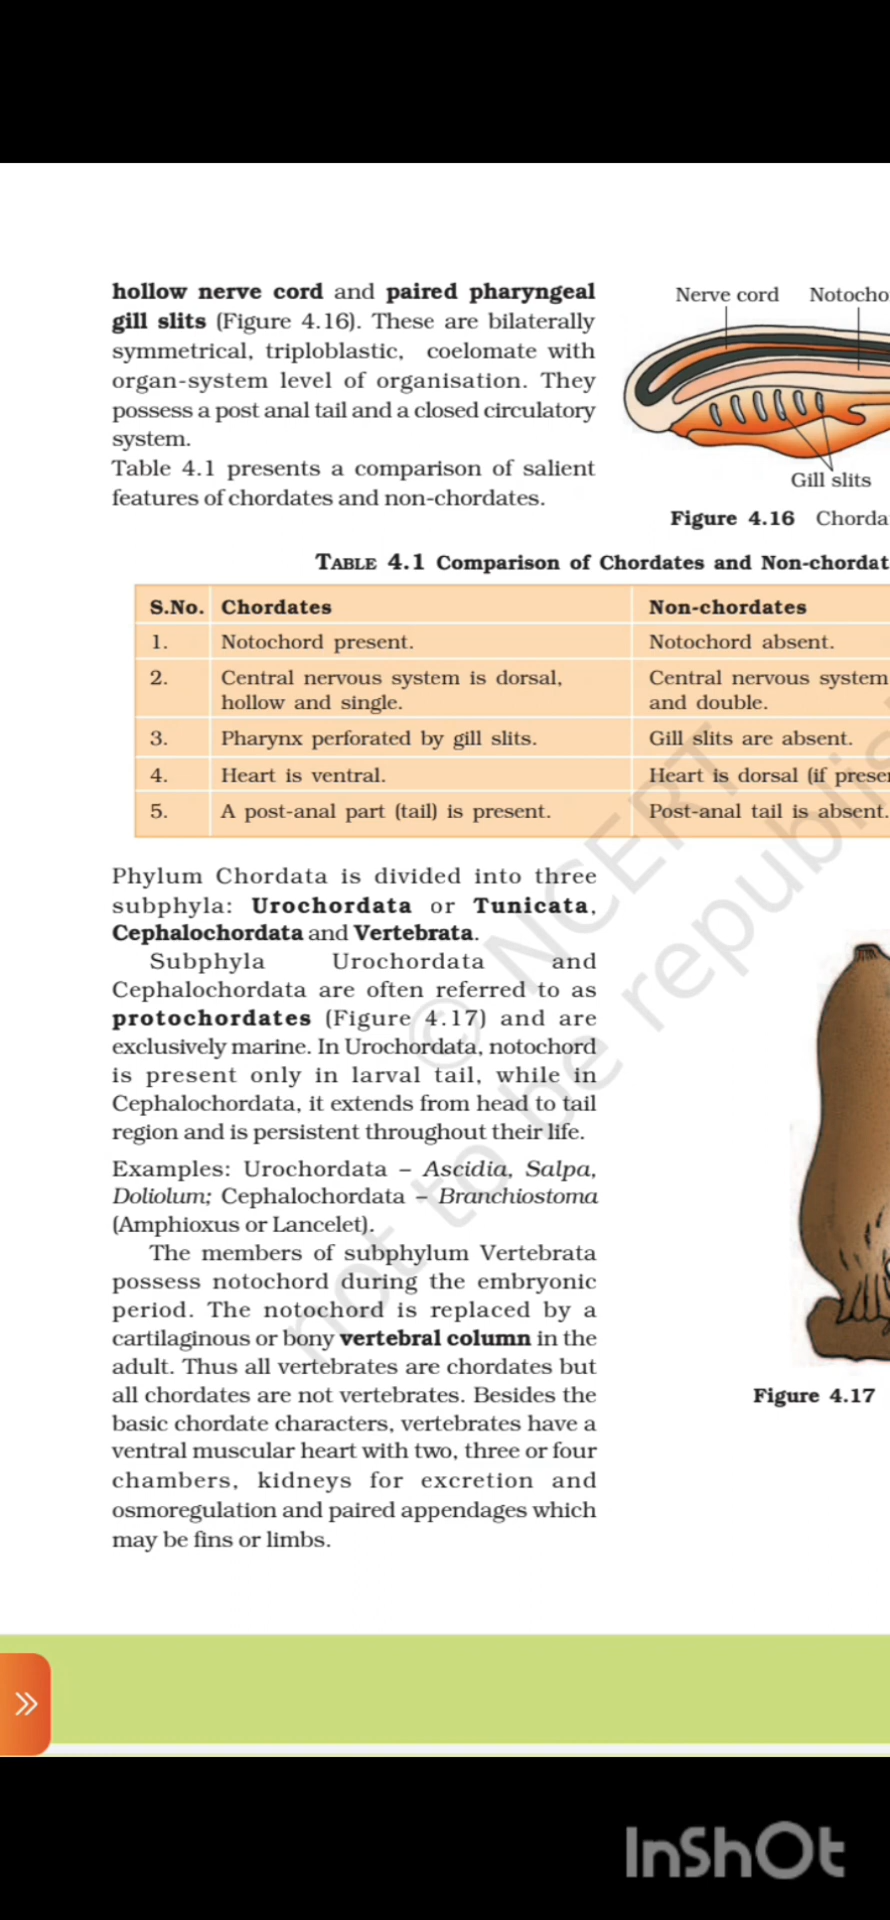 hollow nerve cord and paired pharyngeal
gill slits (Figure 4.16). These are bilaterally
symmetrical, triploblastic, coelomate with
organ-system level of organisation. They
possess a post anal tail and a closed circulatory
system.
Table 4.1 presents a comparison of salient
features of chordates and non-chordates.
Nerve cord Notocho
Gill slits
Figure 4.16 Chorda
TABLE 4.1 Comparison of Chordates and Non-chordat
S.No. Chordates Non-chordates
1. Notochord present. Notochord absent.
2. Central nervous system is dorsal, Central nervous system
hollow and single. and double.
3. Pharynx perforated by gill slits. Gill slits are absent.
4. Heart is ventral. Heart is dorsal (if prese
5. A post-anal part (tail) is present. Post-anal tail is absent.
Phylum Chordata is divided into three
subphyla: Urochordata or Tunicata,
Cephalochordata and Vertebrata.
Subphyla Urochordata and
Cephalochordata are often referred to as
protochordates (Figure 4.17) and are
exclusively marine. In Urochordata, notochord
is present only in larval tail, while in
Cephalochordata, it extends from head to tail
region and is persistent throughout their life.
Examples: Urochordata – Ascidia, Salpa,
Doliolum; Cephalochordata – Branchiostoma
(Amphioxus or Lancelet).
The members of subphylum Vertebrata
possess notochord during the embryonic
period. The notochord is replaced by a
cartilaginous or bony vertebral column in the
adult. Thus all vertebrates are chordates but
all chordates are not vertebrates. Besides the
basic chordate characters, vertebrates have a
ventral muscular heart with two, three or four
chambers, kidneys for excretion and
osmoregulation and paired appendages which
may be fins or limbs.
Figure 4.17
© NCERT
not to be republis
InShOt